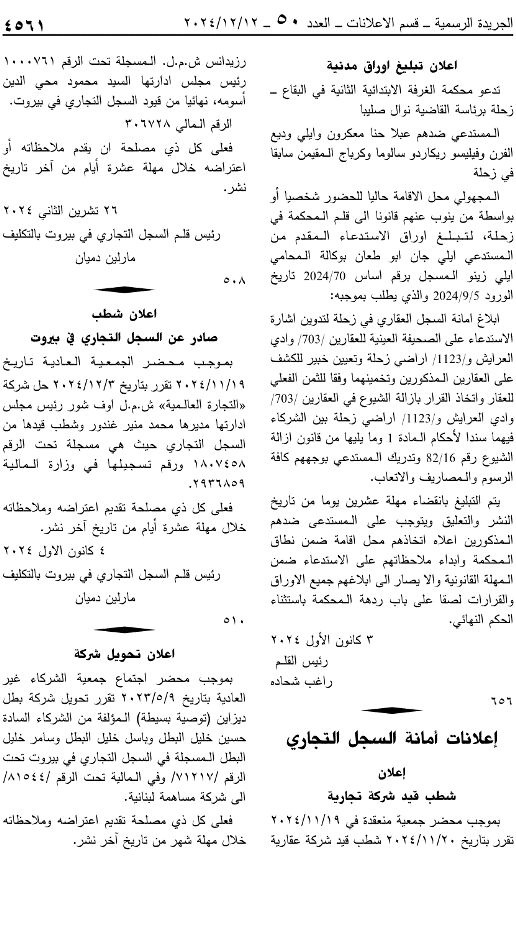 الجريدة الرسمية ــ قسم الاعلانات ــ العدد ٥٠ ــ ٢٠٢٤/١٢/١٢
٤٥٦١
اعلان تبليغ اوراق مدنية
تدعو محكمة الغرفة الابتدائية الثانية في البقاع ــ
زحلة برئاسة القاضية نوال صليبا
المستدعي ضدهم عبلا حنا معكرون وايلي وديع
الفرن وفيليسو ريكاردو سالوما وكرباج المقيمن سابقا
في زحلة
المجهولي محل الاقامة حاليا للحضور شخصيا أو
بواسطة من ينوب عنهم قانونا الى قلم المحكمة في
زحلة، لتبلغ اوراق الاستدعاء المقدم من
المستدعي ايلي جان ابو طعان بوكالة المحامي
ايلي زينو المسجل برقم اساس 2024/70 تاريخ
الورود 2024/9/5 والذي يطلب بموجبه:
ابلاغ امانة السجل العقاري في زحلة لتدوين اشارة
الاستدعاء على الصحيفة العينية للعقارين /703/ وادي
العرايش و/1123/ اراضي زحلة وتعيين خبير للكشف
على العقارين المذكورين وتخمينهما وفقا للثمن الفعلي
للعقار واتخاذ القرار بازالة الشيوع في العقارين /703/
وادي العرايش و/1123/ اراضي زحلة بين الشركاء
فيهما سندا لأحكام المادة 1 وما يليها من قانون ازالة
الشيوع رقم 82/16 وتدريك المستدعي بوجههم كافة
الرسوم والمصاريف والاتعاب.
يتم التبليغ بانقضاء مهلة عشرين يوما من تاريخ
النشر والتعليق ويتوجب على المستدعى ضدهم
المذكورين اعلاه اتخاذهم محل اقامة ضمن نطاق
المحكمة وابداء ملاحظاتهم على الاستدعاء ضمن
المهلة القانونية والا يصار الى ابلاغهم جميع الاوراق
والقرارات لصقا على باب ردهة المحكمة باستثناء
الحكم النهائي.
٣ كانون الأول ٢٠٢٤
رئيس القلم
راغب شحاده
٦٥٦
إعلانات أمانة السجل التجاري
إعلان
شطب قيد شركة تجارية
بموجب محضر جمعية منعقدة في ٢٠٢٤/١١/١٩
تقرر بتاريخ ٢٠٢٤/١١/٢٠ شطب قيد شركة عقارية
رزيدانس ش.م.ل. المسجلة تحت الرقم ١٠٠٠٧٦١
رئيس مجلس ادارتها السيد محمود محي الدين
أسومه، نهائيا من قيود السجل التجاري في بيروت.
الرقم المالي ٣٠٦٧٢٨
فعلى كل ذي مصلحة ان يقدم ملاحظاته أو
اعتراضه خلال مهلة عشرة أيام من آخر تاريخ
نشر.
٢٦ تشرين الثاني ٢٠٢٤
رئيس قلم السجل التجاري في بيروت بالتكليف
مارلين دميان
٥٠٨
اعلان شطب
صادر عن السجل التجاري في بيروت
بموجب محضر الجمعية العادية تاريخ
٢٠٢٤/١١/١٩ تقرر بتاريخ ٢٠٢٤/١٢/٣ حل شركة
«التجارة العالمية» ش.م.ل اوف شور رئيس مجلس
ادارتها مديرها محمد منير غندور وشطب قيدها من
السجل التجاري حيث هي مسجلة تحت الرقم
١٨٠٧٤٥٨ ورقم تسجيلها في وزارة المالية
٢٩٣٦٨٥٩.
فعلى كل ذي مصلحة تقديم اعتراضه وملاحظاته
خلال مهلة عشرة أيام من تاريخ آخر نشر.
٤ كانون الاول ٢٠٢٤
رئيس قلم السجل التجاري في بيروت بالتكليف
مارلين دميان
٥١٠
اعلان تحويل شركة
بموجب محضر اجتماع جمعية الشركاء غير
العادية بتاريخ ٢٠٢٣/٥/٩ تقرر تحويل شركة بطل
ديزاين (توصية بسيطة) المؤلفة من الشركاء السادة
حسين خليل البطل وباسل خليل البطل وسامر خليل
البطل المسجلة في السجل التجاري في بيروت تحت
الرقم /٧١٢١٧/ وفي المالية تحت الرقم /٨١٥٤٤/
الى شركة مساهمة لبنانية.
فعلى كل ذي مصلحة تقديم اعتراضه وملاحظاته
خلال مهلة شهر من تاريخ آخر نشر.